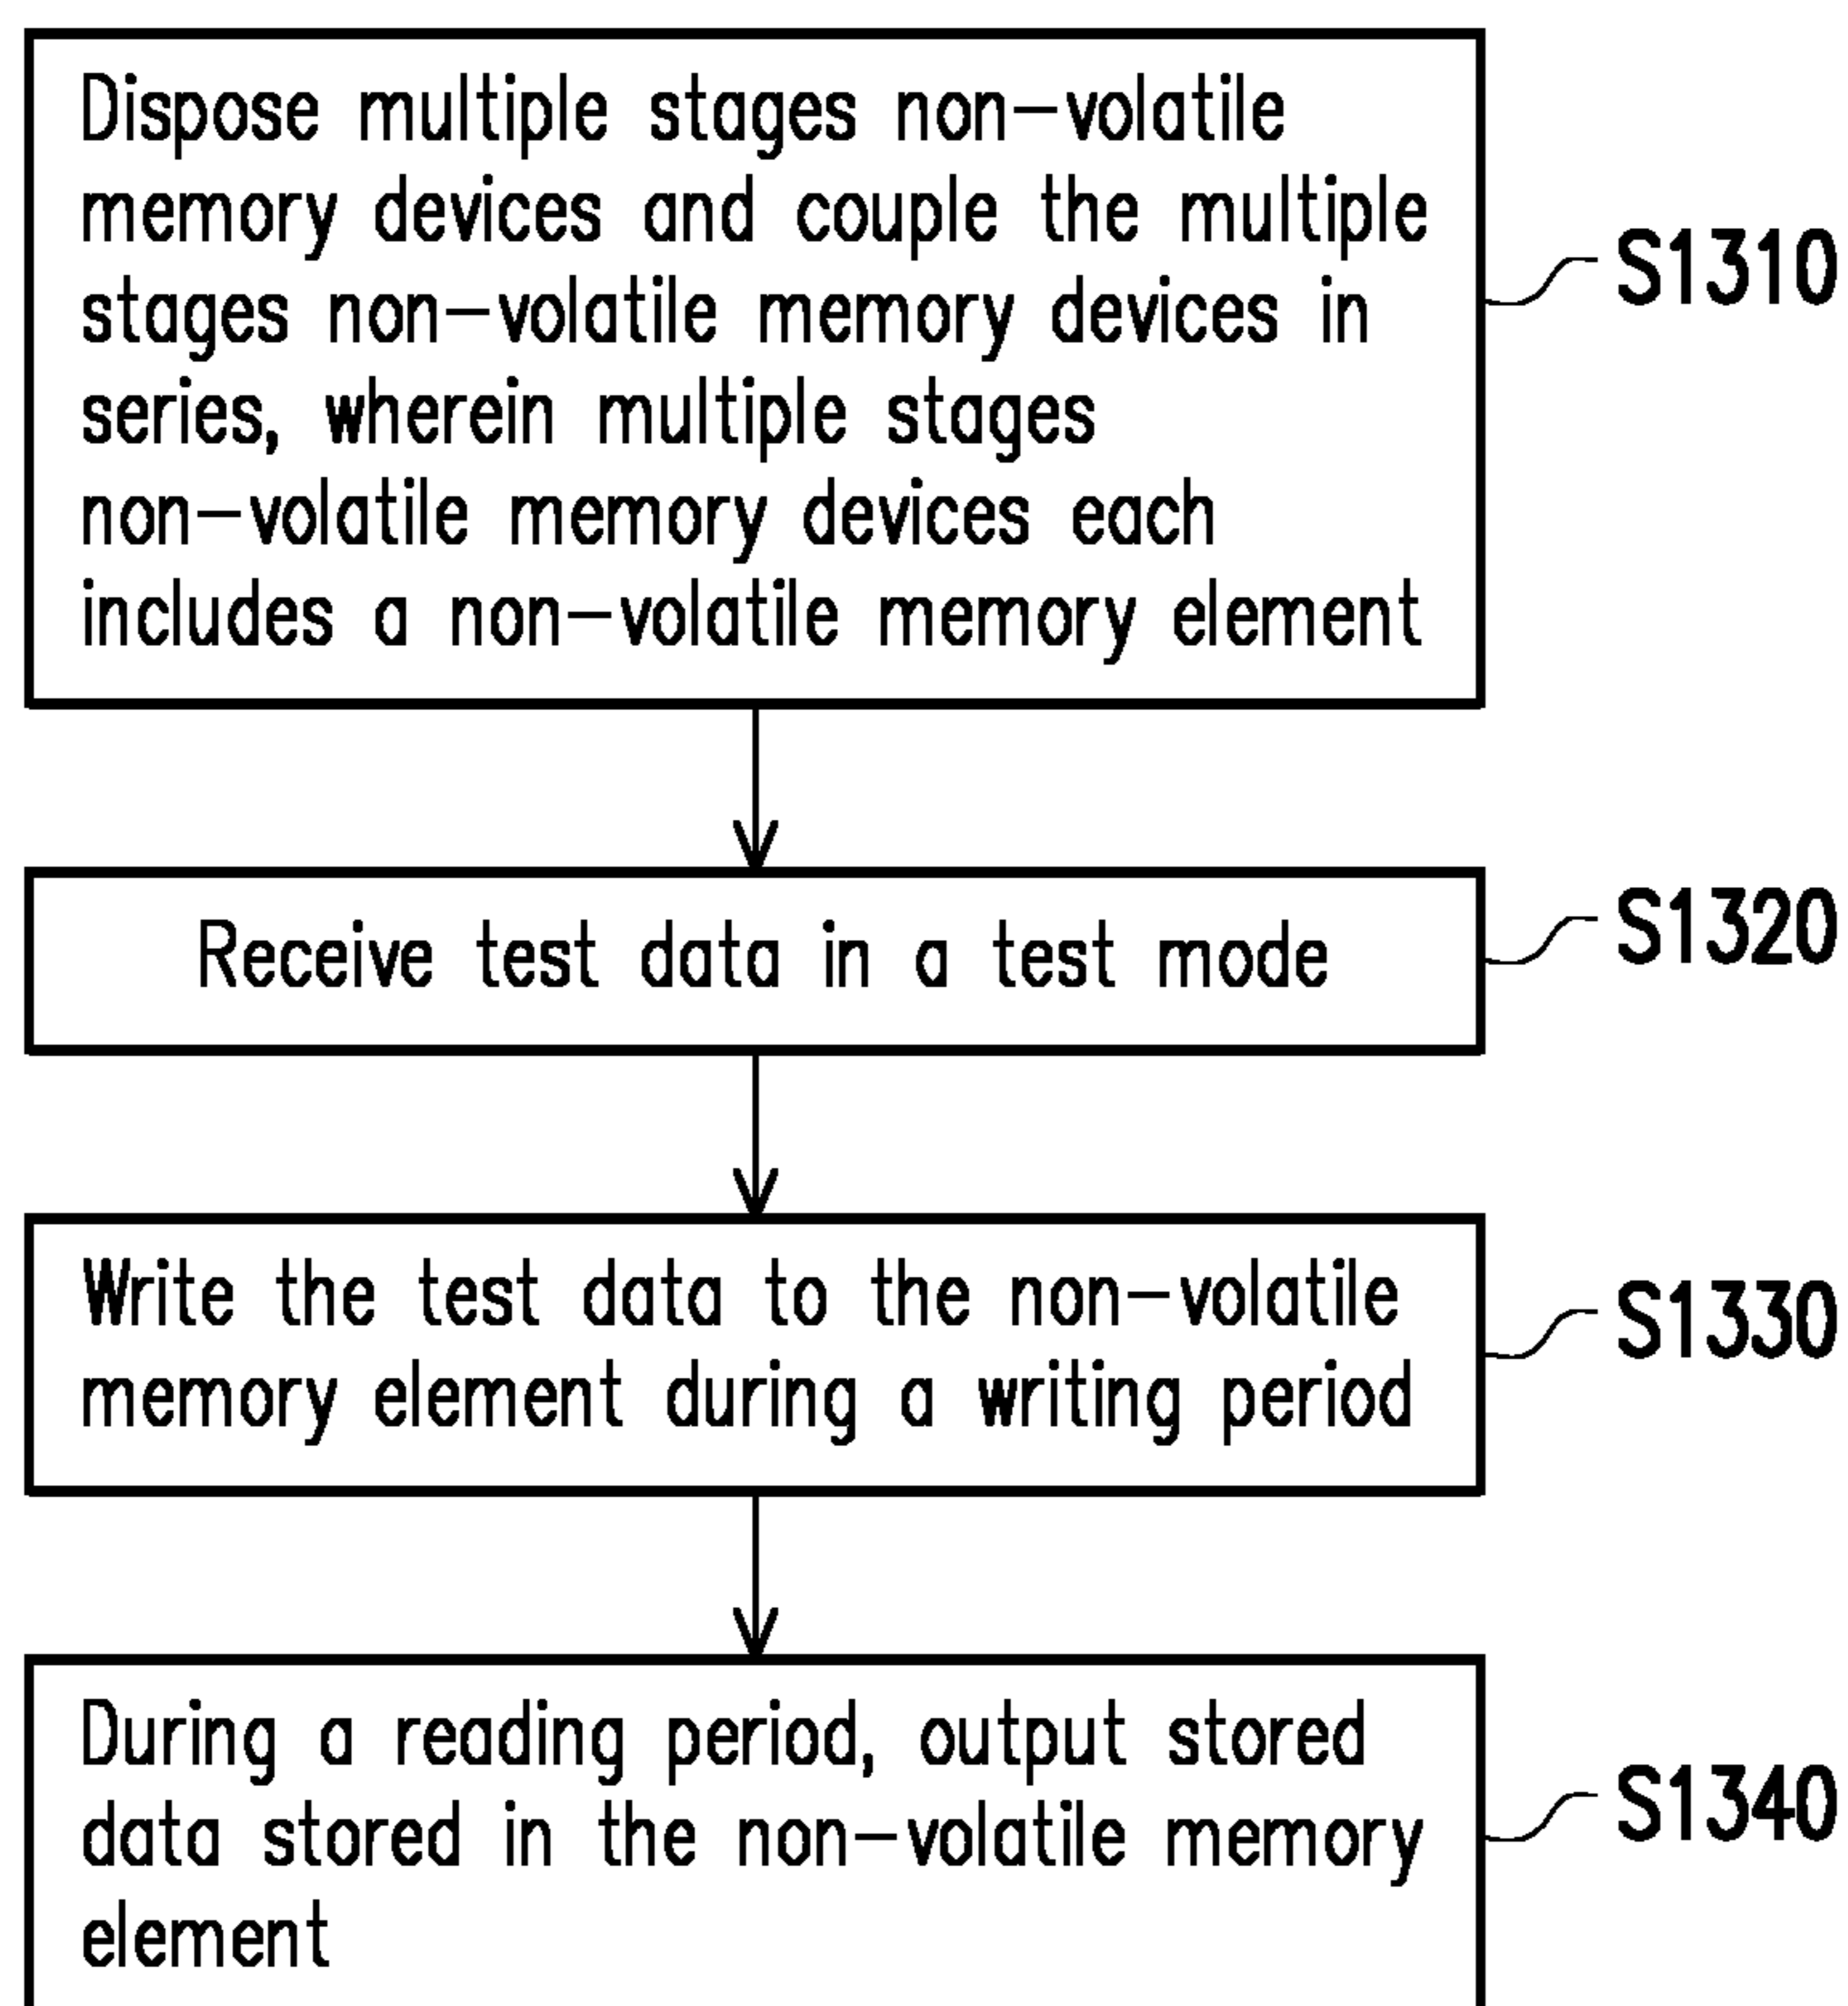 Dispose multiple stages non-volatile
memory devices and couple the multiple
stages non-volatile memory devices in
series, wherein multiple stages
non-volatile memory devices each
includes a non-volatile memory element
S1310
Receive test data in a test mode
S1320
Write the test data to the non-volatile
memory element during a writing period
S1330
During a reading period, output stored
data stored in the non-volatile memory
element
S1340